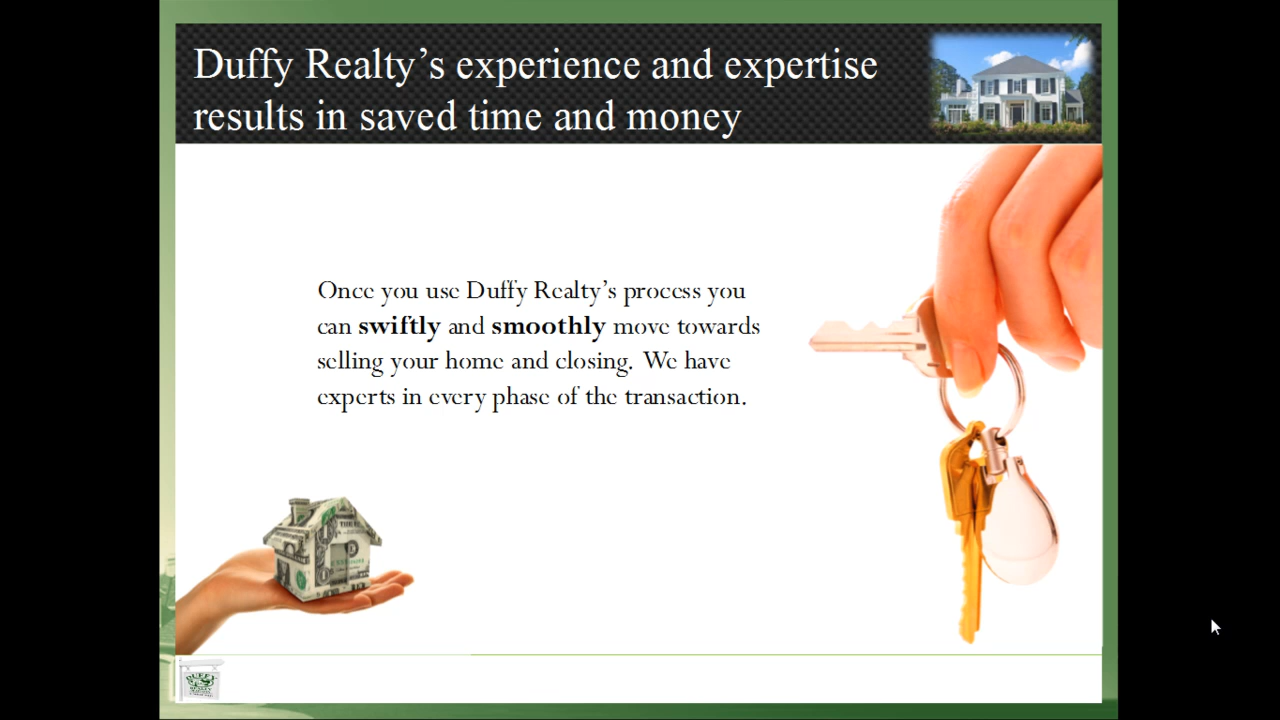 Duffy Realty’s experience and expertise
results in saved time and money
Once you use Duffy Realty’s process you
can swiftly and smoothly move towards
selling your home and closing. We have
experts in every phase of the transaction.
DUFFY
REALTY